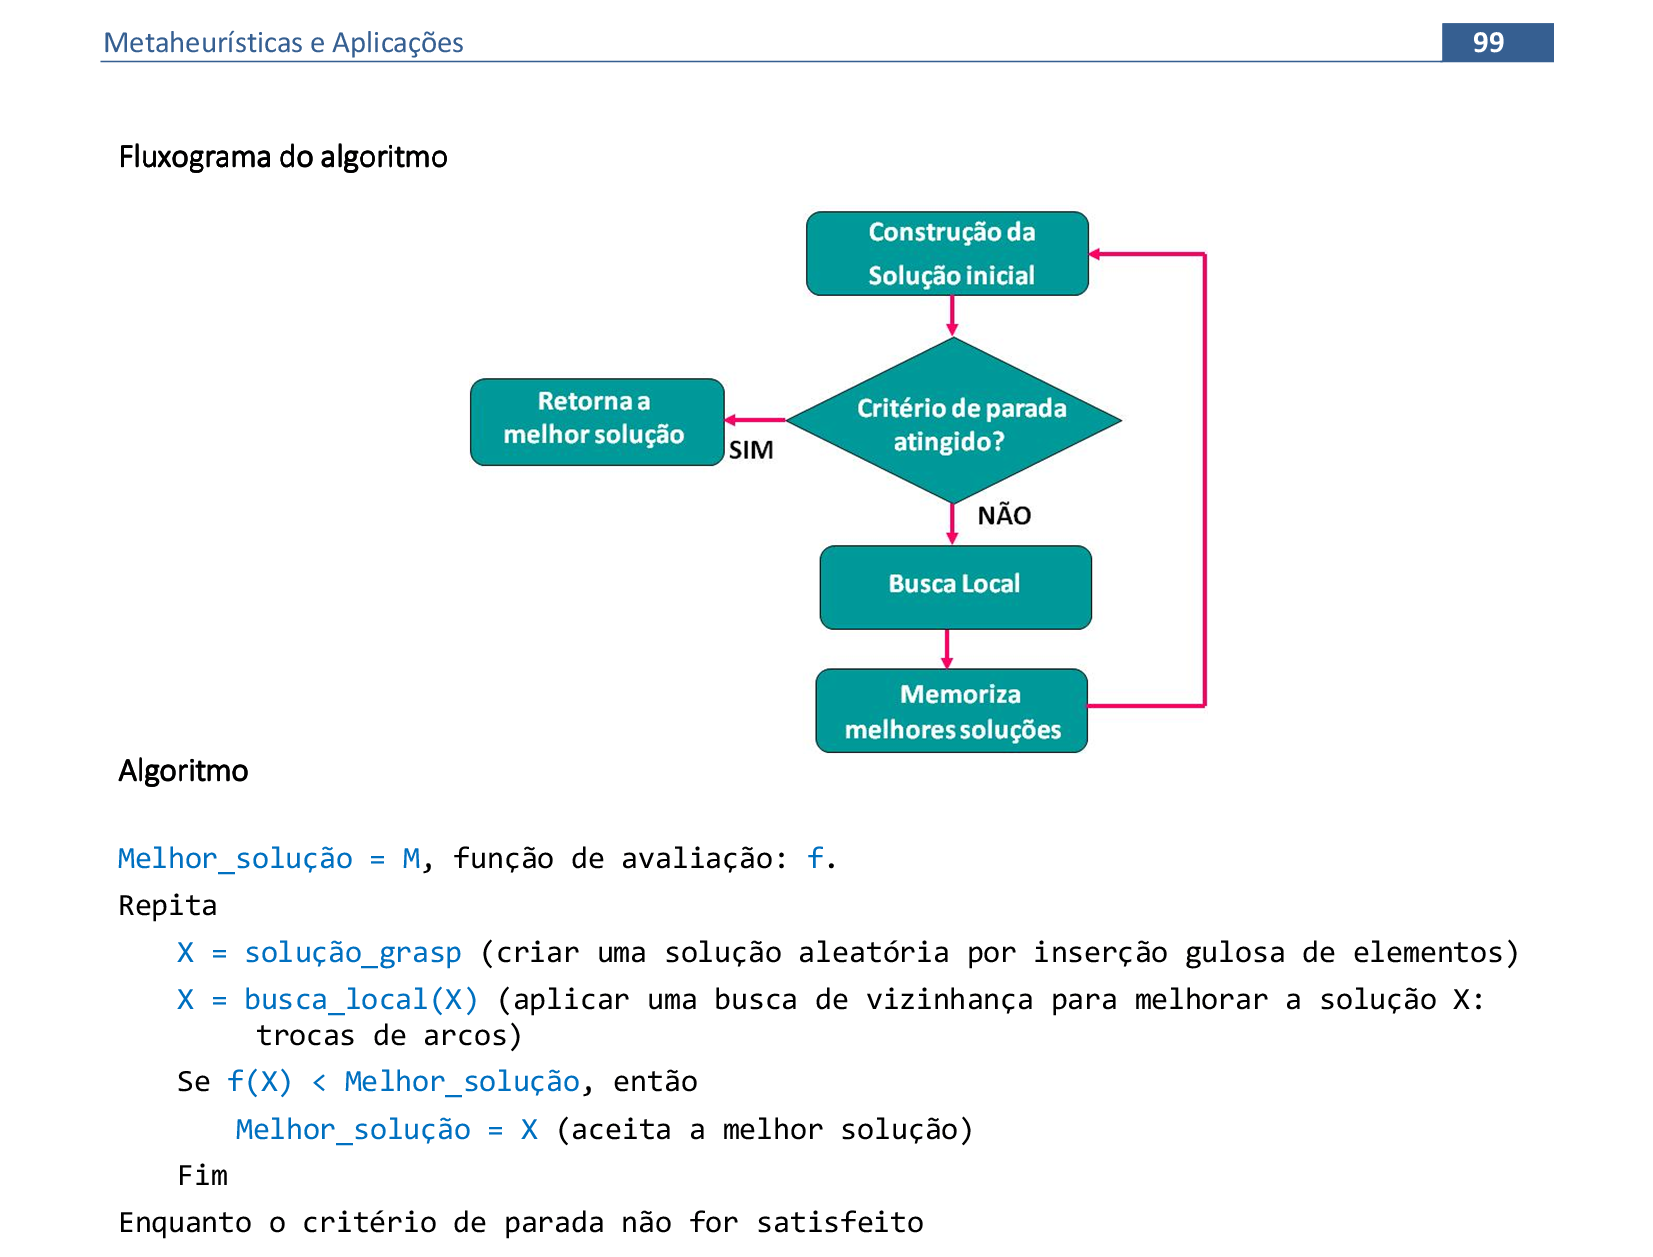 Metaheurísticas e Aplicações
99
Fluxograma do algoritmo
Construção da
Solução inicial
Critério de parada
atingido?
Retorna a
melhor solução
SIM
NÃO
Busca Local
Memoriza
melhores soluções
Algoritmo
Melhor_solução = M, função de avaliação: f.
Repita
X = solução_grasp (criar uma solução aleatória por inserção gulosa de elementos)
X = busca_local(X) (aplicar uma busca de vizinhança para melhorar a solução X:
trocas de arcos)
Se f(X) < Melhor_solução, então
Melhor_solução = X (aceita a melhor solução)
Fim
Enquanto o critério de parada não for satisfeito